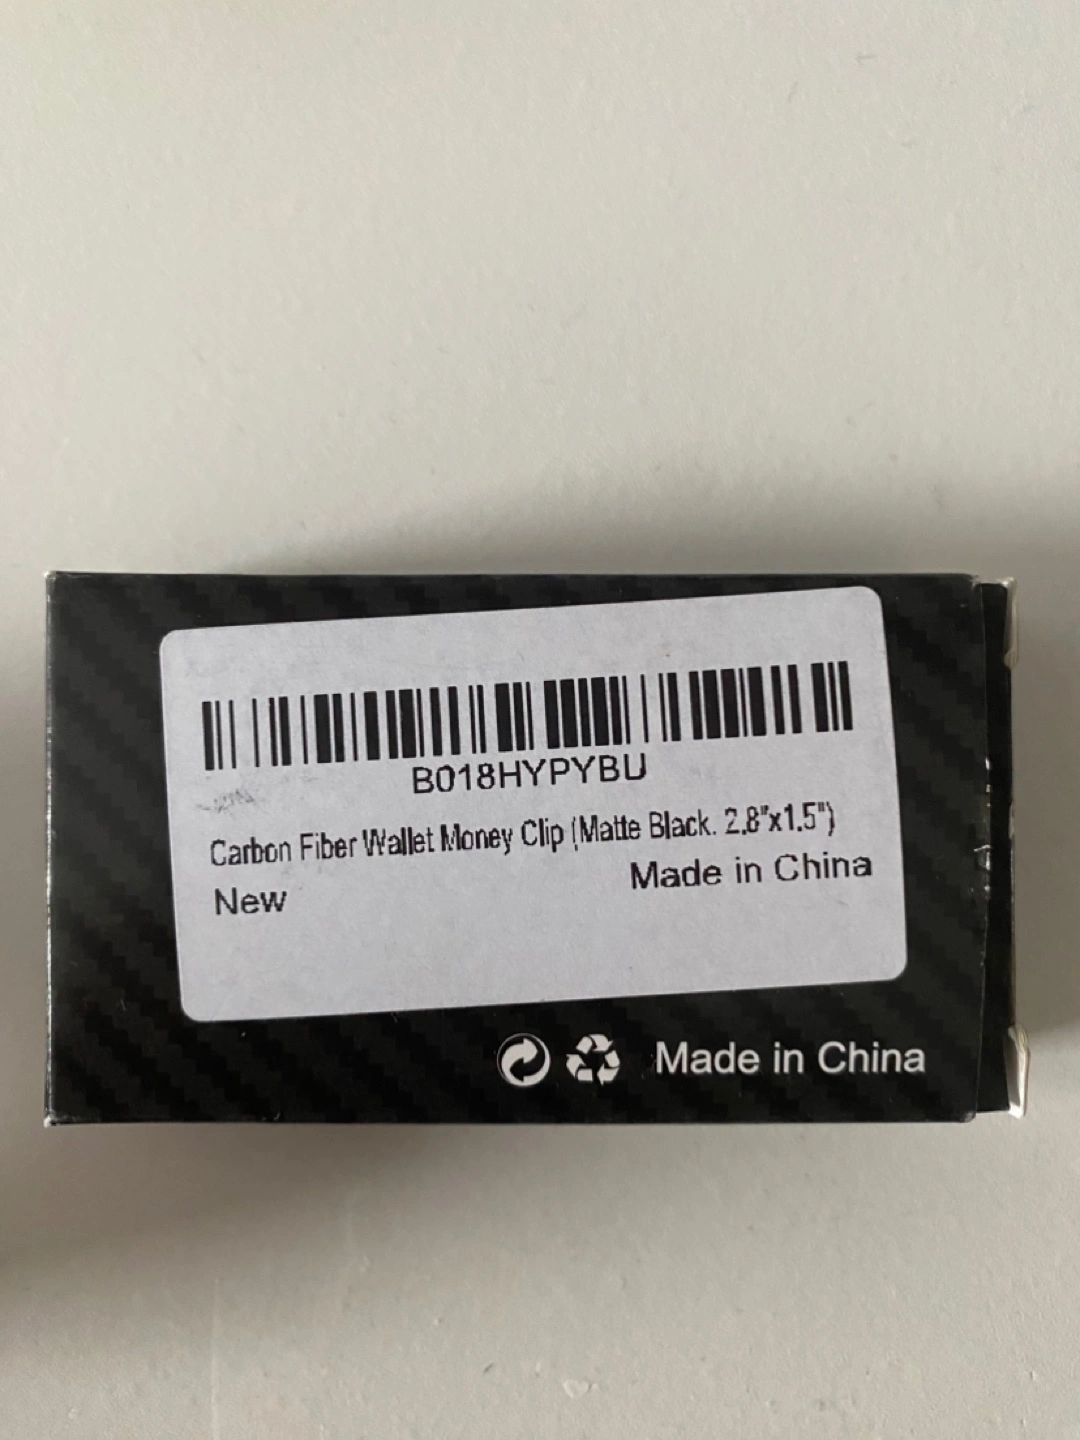 B018HYPYBU
Carbon Fiber Wallet Money Clip (Matte Black. 2.8"x1.5")
New
Made in China
Made in China